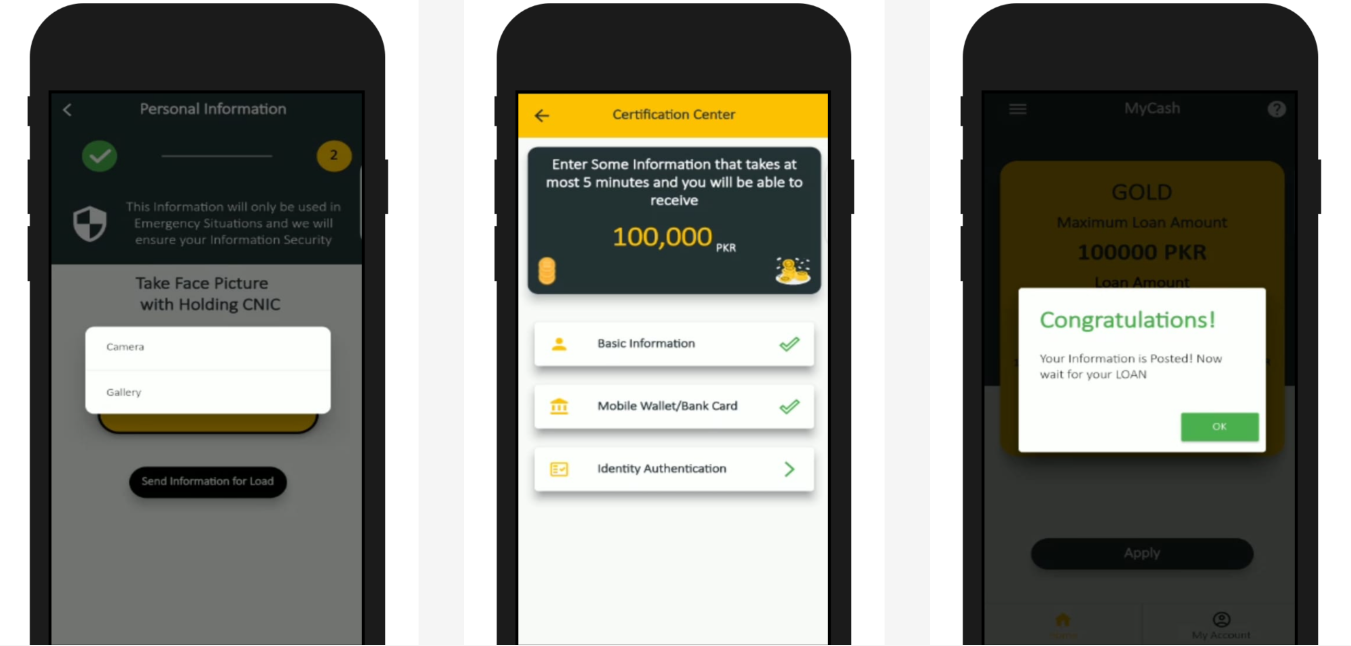 Personal Information
2
This Information will only be used in
Emergency Situations and we will
ensure your Information Security
Take Face Picture
with Holding CNIC
Camera
Gallery
Send Information for Load
Certification Center
Enter Some Information that takes at
most 5 minutes and you will be able to
receive
100,000 PKR
Basic Information
Mobile Wallet/Bank Card
Identity Authentication
MyCash
?
GOLD
Maximum Loan Amount
100000 PKR
Loan Amount
Congratulations!
Your Information is Posted! Now
wait for your LOAN
OK
Apply
Home
My Account